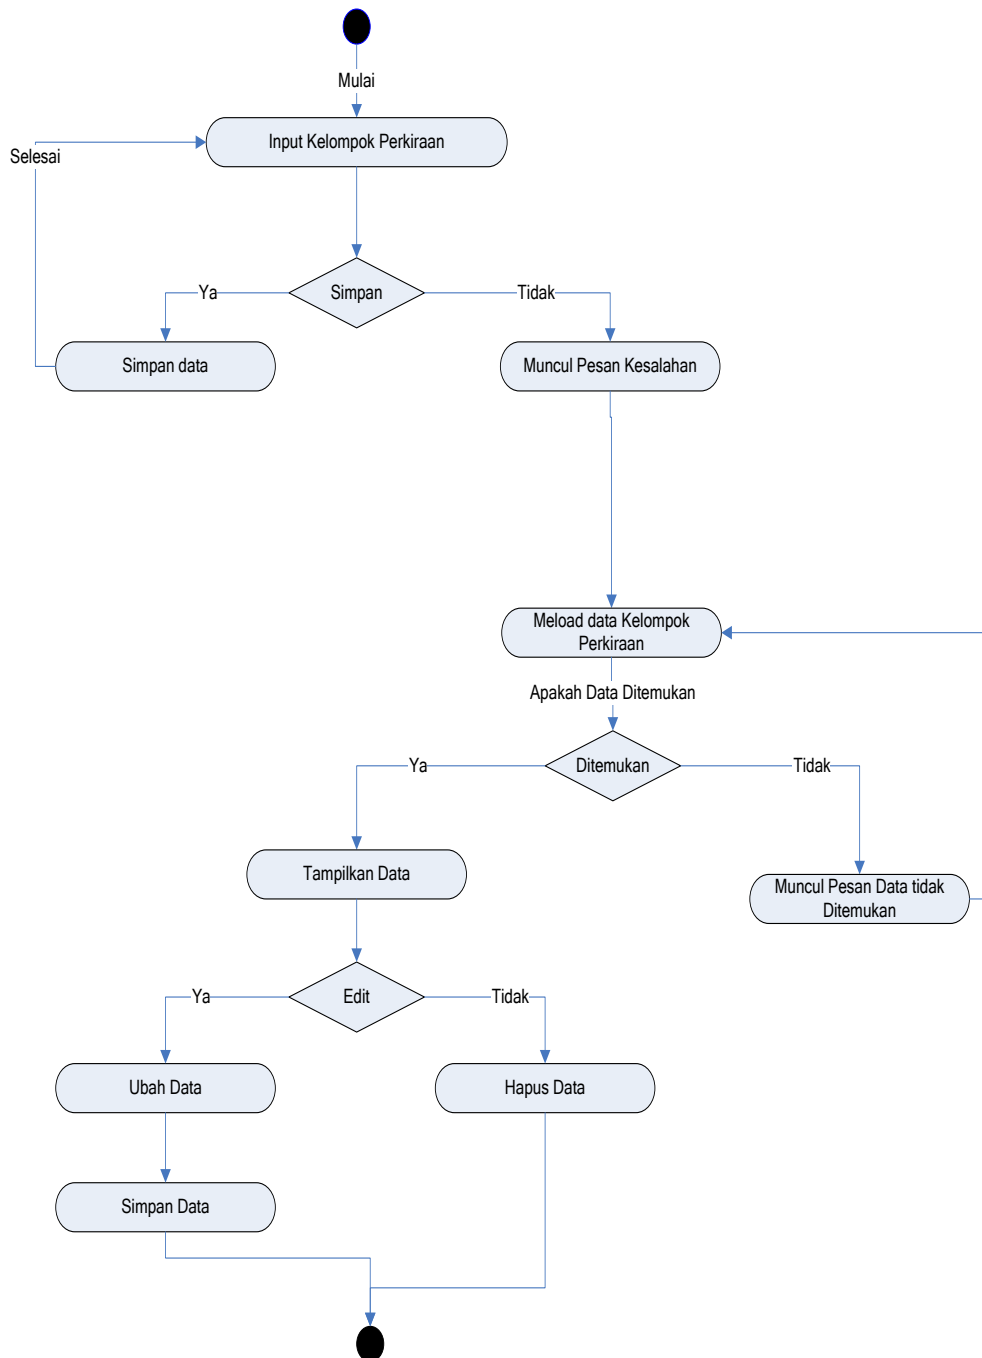 Mulai
Input Kelompok Perkiraan
Selesai
Simpan
Ya
Tidak
Simpan data
Muncul Pesan Kesalahan
Meload data Kelompok
Perkiraan
Apakah Data Ditemukan
Ditemukan
Ya
Tidak
Tampilkan Data
Muncul Pesan Data tidak
Ditemukan
Edit
Ya
Tidak
Ubah Data
Hapus Data
Simpan Data